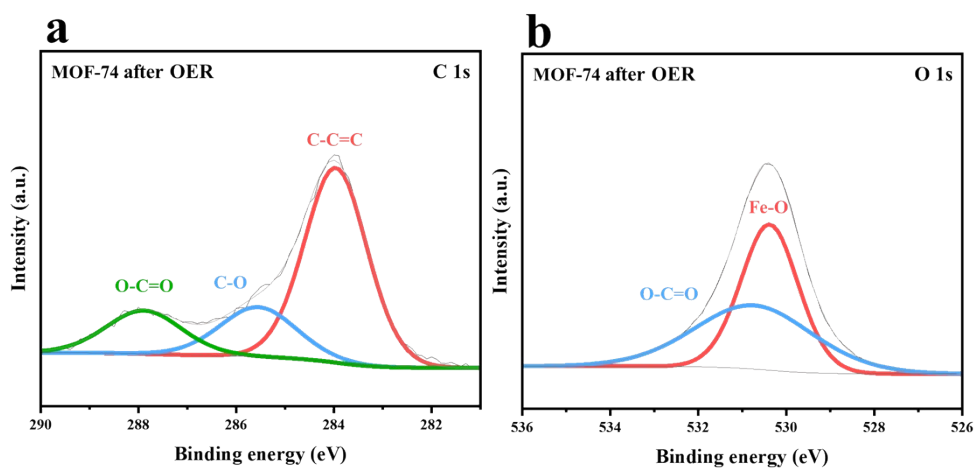 a
MOF-74 after OER
C 1s
C-C=C
C-O
O-C=O
Intensity (a.u.)
290
288
286
284
282
Binding energy (eV)
b
MOF-74 after OER
O 1s
Fe-O
O-C=O
Intensity (a.u.)
536
534
532
530
528
526
Binding energy (eV)